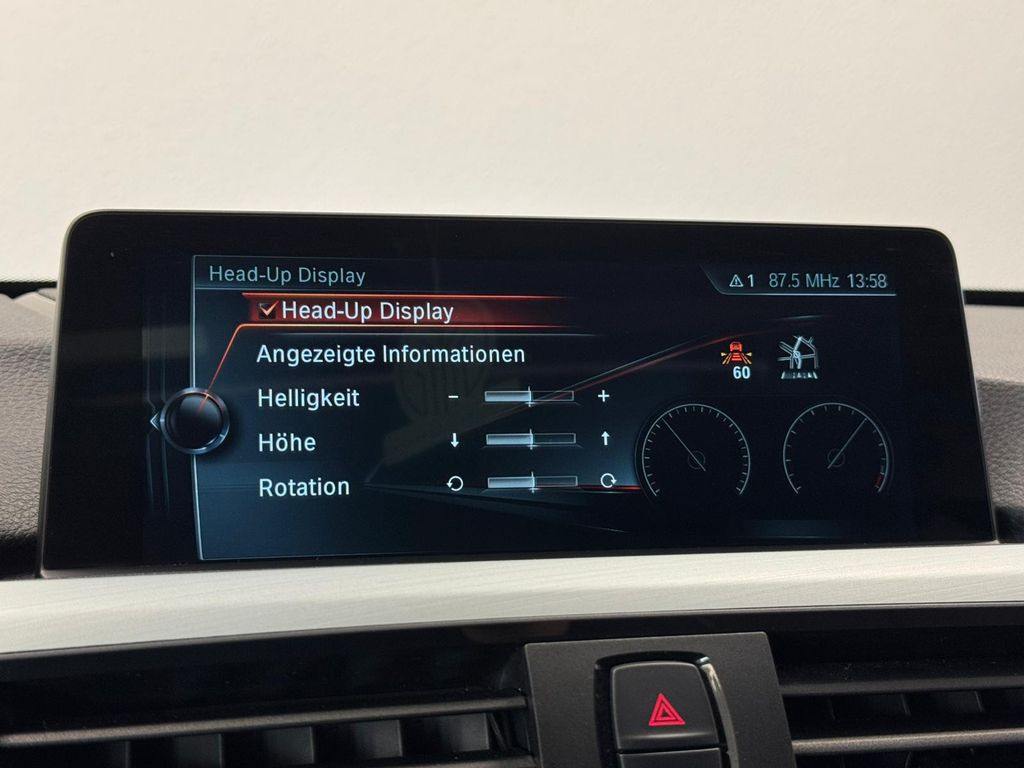 Head-Up Display
1 87.5 MHz 13:58
Head-Up Display
Angezeigte Informationen
60
Helligkeit - +
Höhe
Rotation